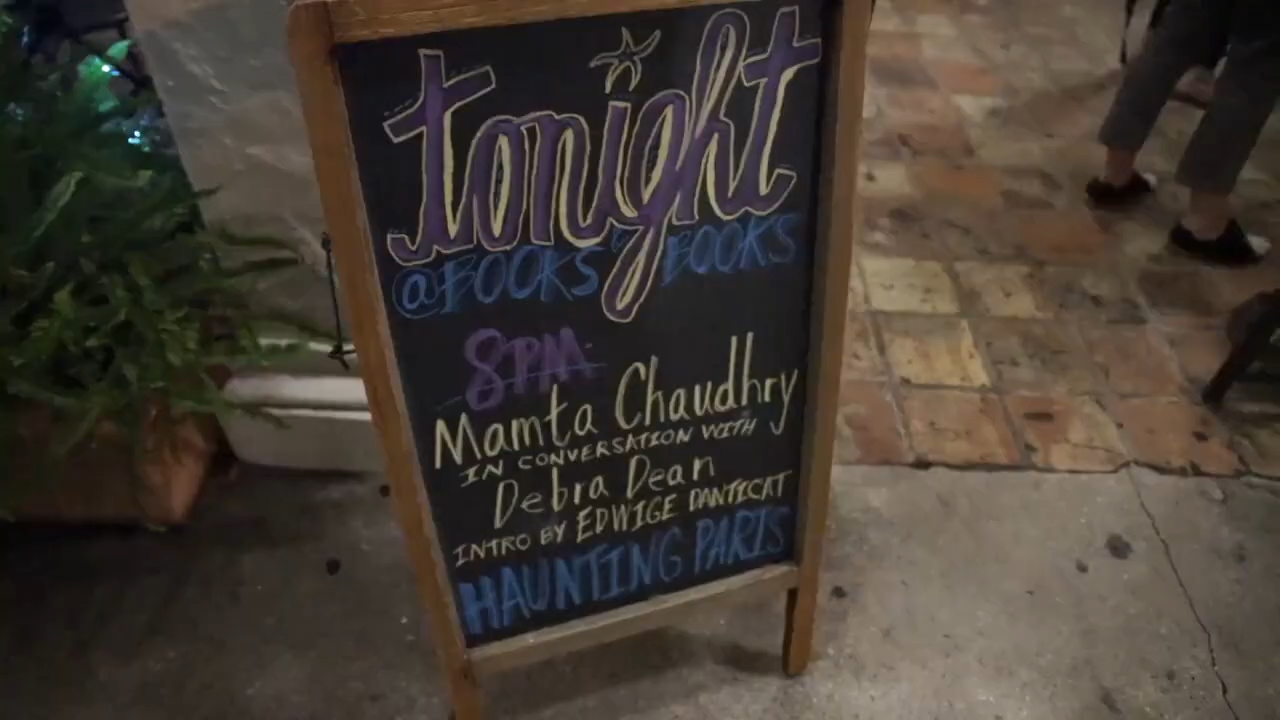 tonight
@BOOKS & BOOKS
8PM
Mamta Chaudhry
IN CONVERSATION WITH
Debra Dean
INTRO BY EDWIGE DANTICAT
HAUNTING PARIS